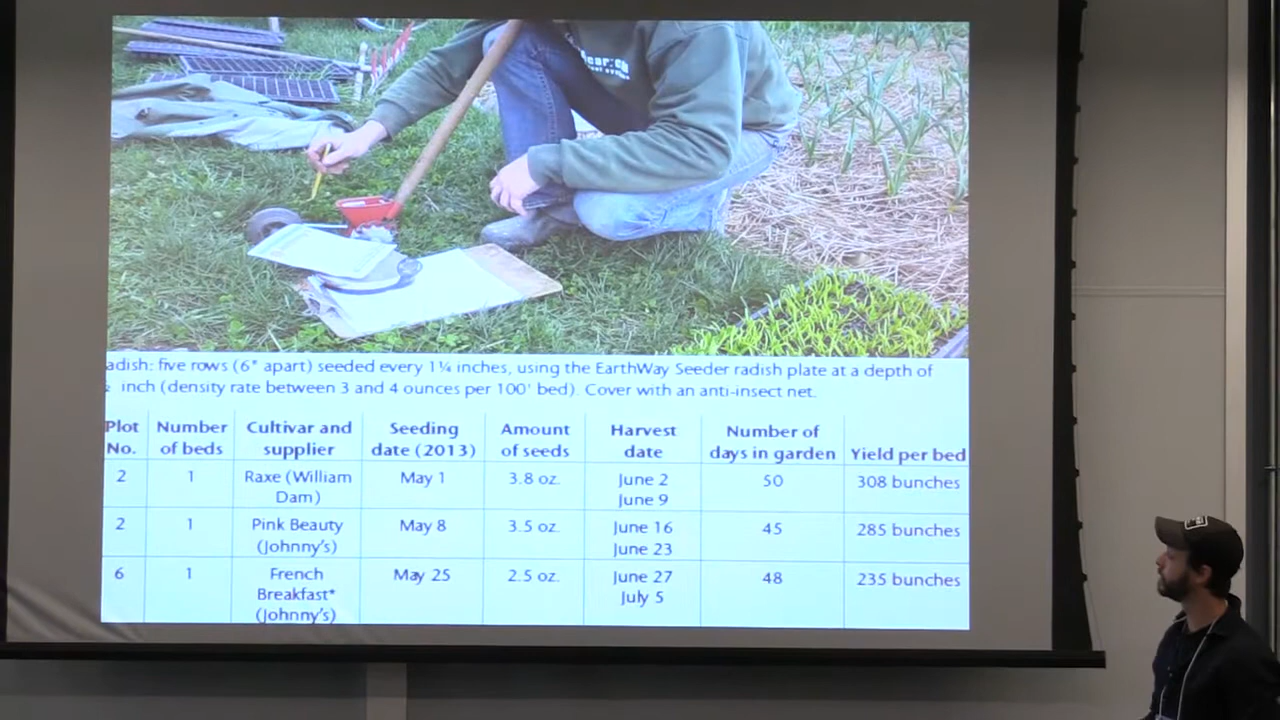 adish: five rows (6" apart) seeded every 1¼ inches, using the EarthWay Seeder radish plate at a depth of
inch (density rate between 3 and 4 ounces per 100' bed). Cover with an anti-insect net.
Plot No. Number of beds Cultivar and supplier Seeding date (2013) Amount of seeds Harvest date Number of days in garden Yield per bed
2 1 Raxe (William Dam) May 1 3.8 oz. June 2 June 9 50 308 bunches
2 1 Pink Beauty (Johnny's) May 8 3.5 oz. June 16 June 23 45 285 bunches
6 1 French Breakfast* (Johnny's) May 25 2.5 oz. June 27 July 5 48 235 bunches